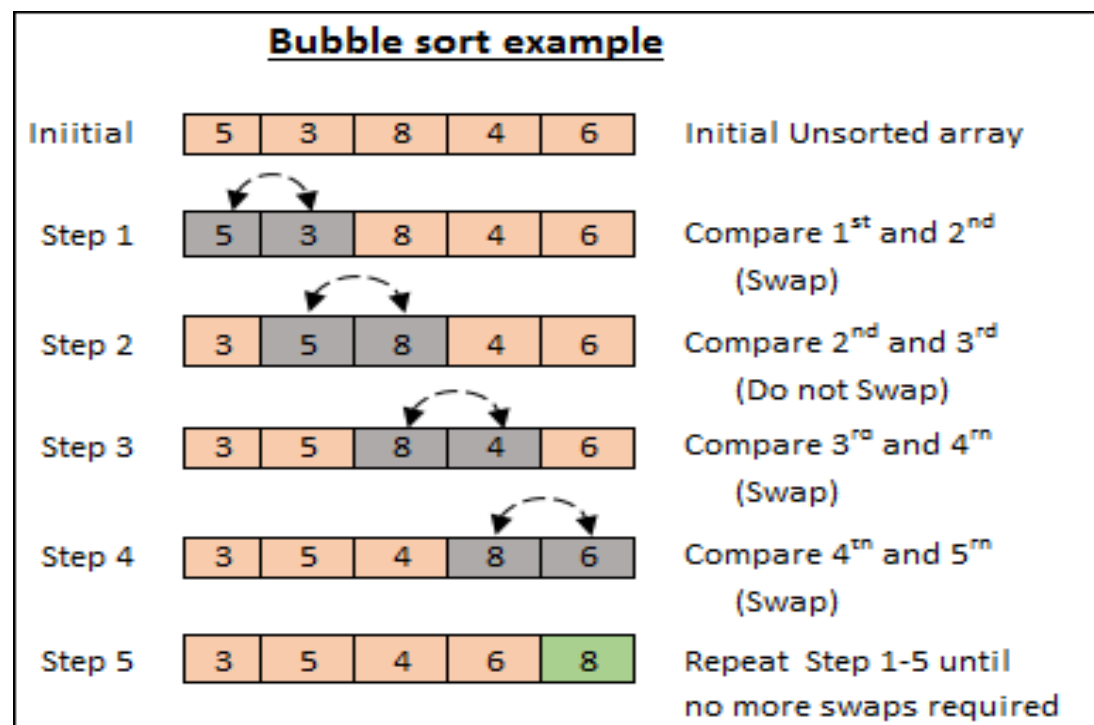 Bubble sort example
Iniitial 5 3 8 4 6 Initial Unsorted array
Step 1 5 3 8 4 6 Compare 1st and 2nd
(Swap)
Step 2 3 5 8 4 6 Compare 2nd and 3rd
(Do not Swap)
Step 3 3 5 8 4 6 Compare 3rd and 4rh
(Swap)
Step 4 3 5 4 8 6 Compare 4th and 5rh
(Swap)
Step 5 3 5 4 6 8 Repeat Step 1-5 until
no more swaps required